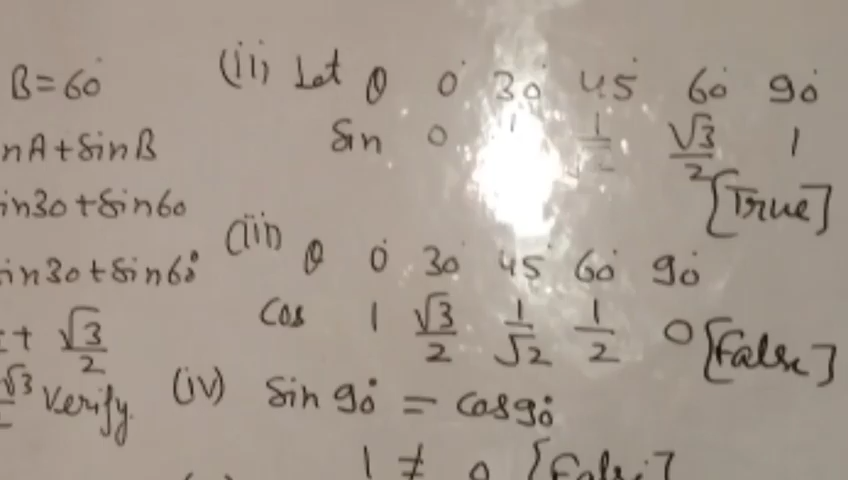 B=60°
nA+SinB
in30+Sin60
in30+Sin60°
+ √3/2
√3 Verify
(ii) Let θ 0° 30° 45° 60° 90°
Sin 0 1 √3/2 1
[True]
(iii) θ 0° 30° 45° 60° 90°
Cos 1 √3/2 1/√2 1/2 0 [False]
(iv) Sin 90° = Cos90°
1 ≠ 0